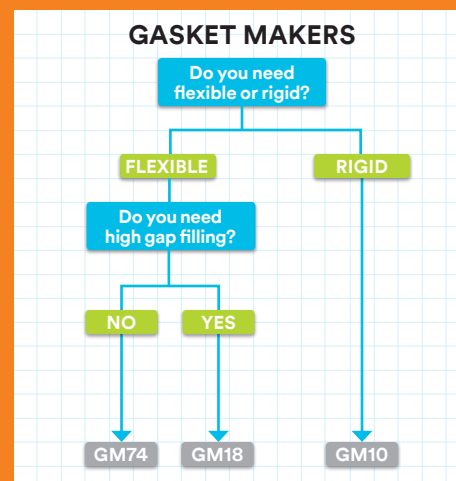 GASKET MAKERS
Do you need
flexible or rigid?
FLEXIBLE
RIGID
Do you need
high gap filling?
NO
YES
GM74
GM18
GM10